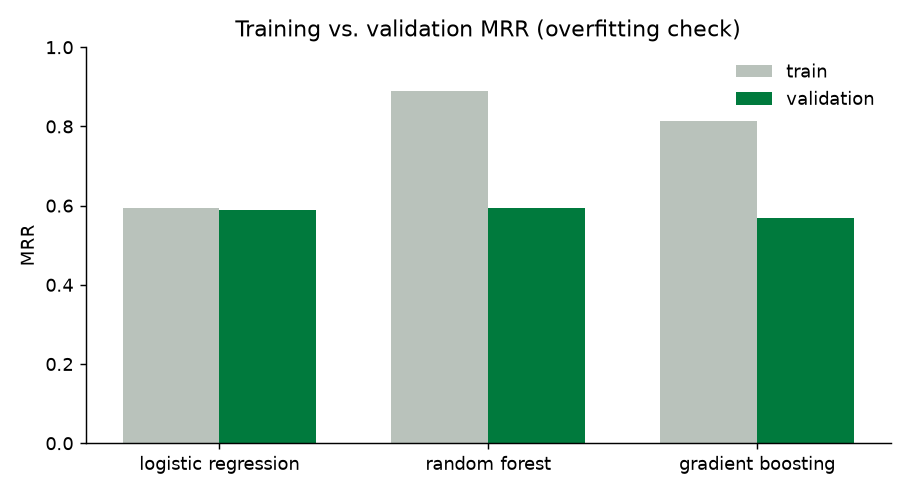 Training vs. validation MRR (overfitting check)
train
validation
MRR
1.0
0.8
0.6
0.4
0.2
0.0
logistic regression
random forest
gradient boosting